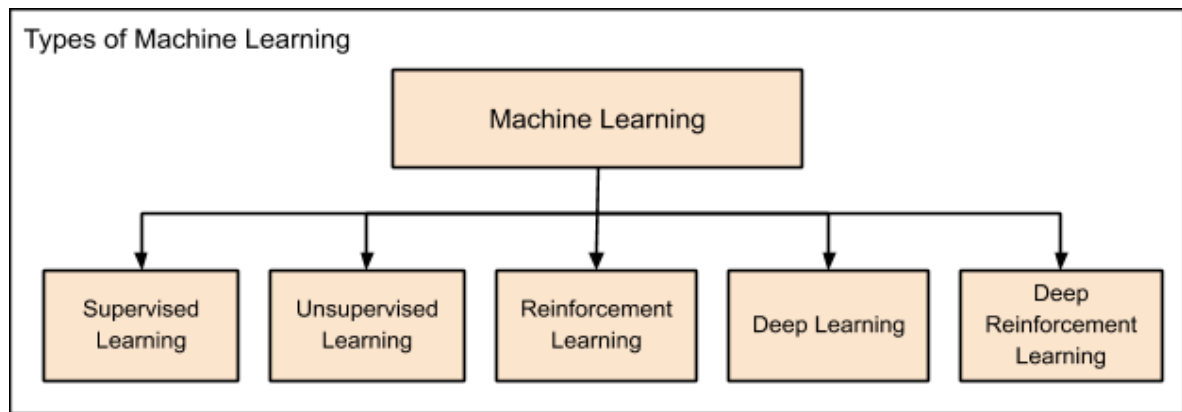 Types of Machine Learning
Machine Learning
Supervised
Learning
Unsupervised
Learning
Reinforcement
Learning
Deep Learning
Deep
Reinforcement
Learning